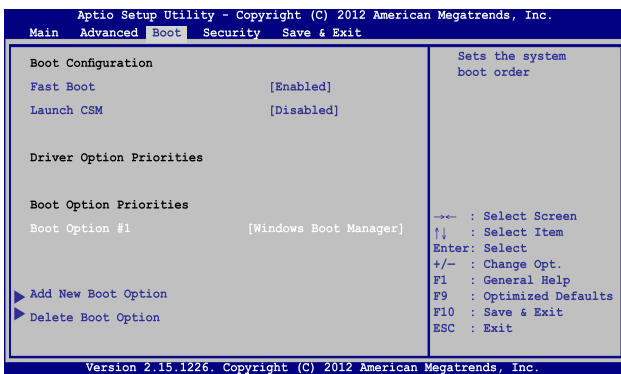 Aptio Setup Utility - Copyright (C) 2012 American Megatrends, Inc.
Main Advanced Boot Security Save & Exit
Boot Configuration
Fast Boot [Enabled]
Launch CSM [Disabled]
Driver Option Priorities
Boot Option Priorities
Boot Option #1 [Windows Boot Manager]
Add New Boot Option
Delete Boot Option
Sets the system
boot order
→← : Select Screen
↑↓ : Select Item
Enter: Select
+/— : Change Opt.
F1 : General Help
F9 : Optimized Defaults
F10 : Save & Exit
ESC : Exit
Version 2.15.1226. Copyright (C) 2012 American Megatrends, Inc.